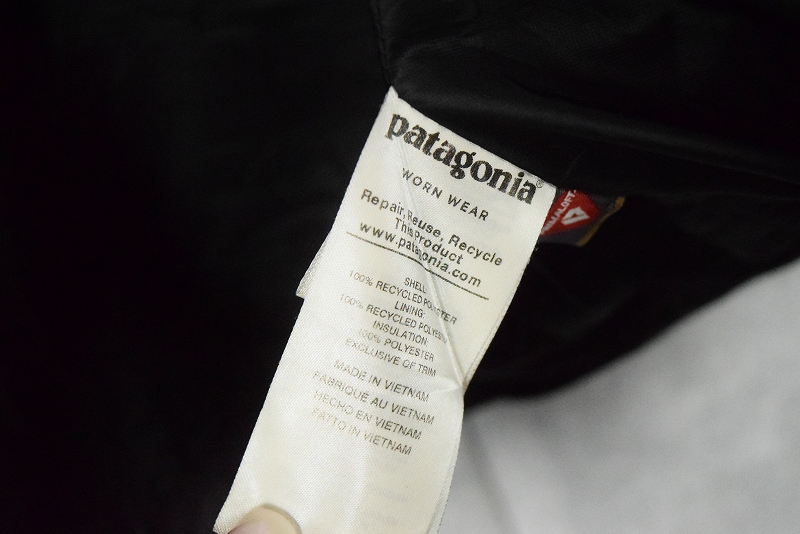 patagonia®
WORN WEAR
Repair, Reuse, Recycle
This Product
www.patagonia.com
SHELL:
100% RECYCLED POLYESTER
LINING:
100% RECYCLED POLYESTER
INSULATION:
100% POLYESTER
EXCLUSIVE OF TRIM
MADE IN VIETNAM
FABRIQUÉ AU VIETNAM
HECHO EN VIETNAM
FATTO IN VIETNAM